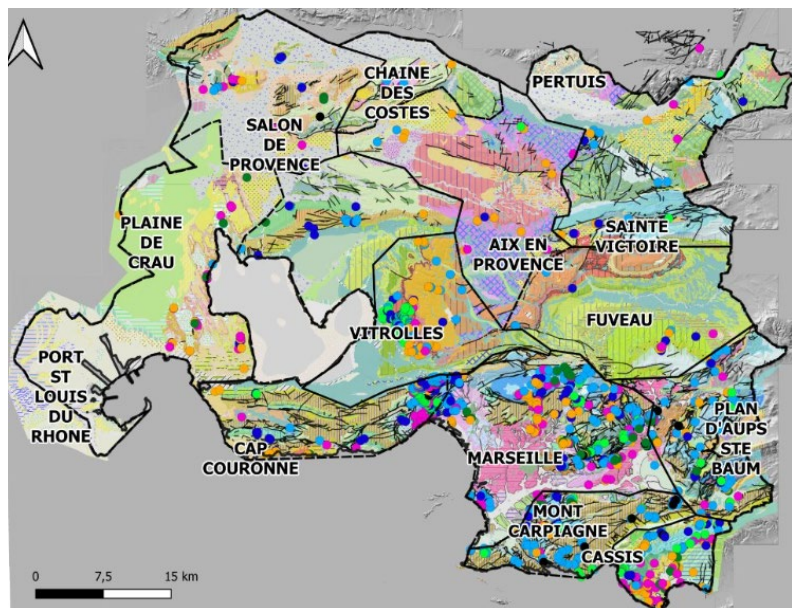 CHAINE
DES
COSTES
PERTUIS
SALON
DE
PROVENCE
PLAINE
DE
CRAU
AIX EN
PROVENCE
SAINTE
VICTOIRE
VITROLLES
FUVEAU
PORT
ST
LOUIS
DU
RHONE
CAP
COURONNE
MARSEILLE
PLAN
D'AUPS
STE
BAUM
MONT
CARPIAGNE
CASSIS
0 7,5 15 km